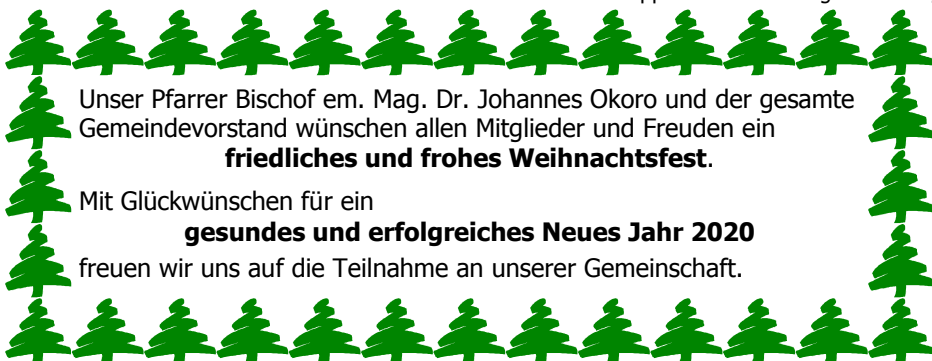 Unser Pfarrer Bischof em. Mag. Dr. Johannes Okoro und der gesamte
Gemeindevorstand wünschen allen Mitglieder und Freuden ein
friedliches und frohes Weihnachtsfest.
Mit Glückwünschen für ein
gesundes und erfolgreiches Neues Jahr 2020
freuen wir uns auf die Teilnahme an unserer Gemeinschaft.